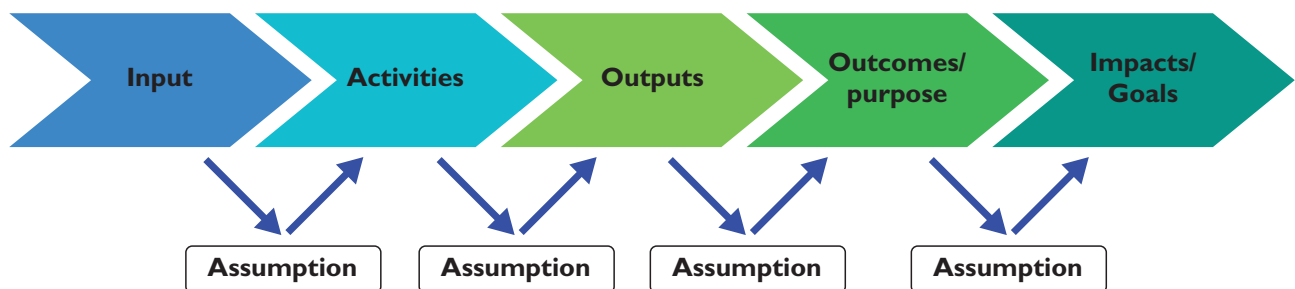 Input
Activities
Outputs
Outcomes/
purpose
Impacts/
Goals
Assumption
Assumption
Assumption
Assumption